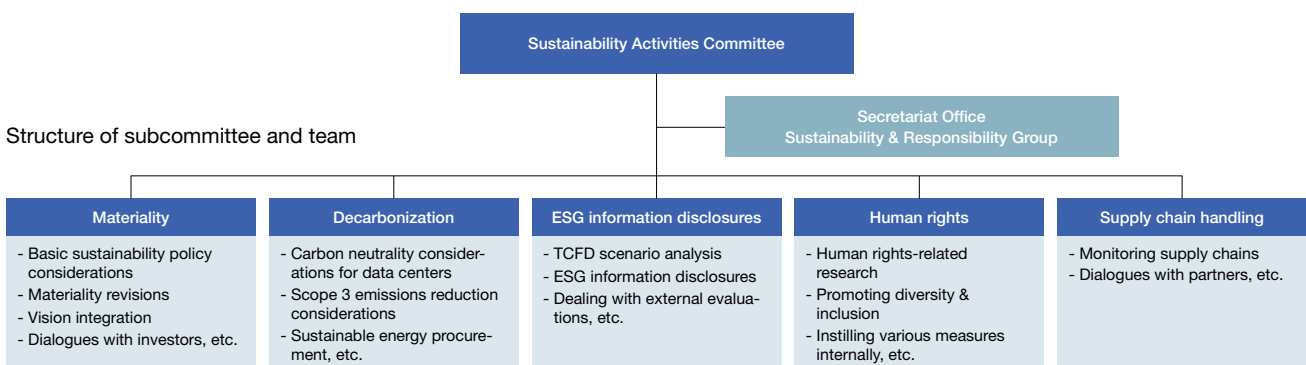 Sustainability Activities Committee
Secretariat Office
Sustainability & Responsibility Group
Structure of subcommittee and team
Materiality
- Basic sustainability policy
considerations
- Materiality revisions
- Vision integration
- Dialogues with investors, etc.
Decarbonization
- Carbon neutrality consider-
ations for data centers
- Scope 3 emissions reduction
considerations
- Sustainable energy procure-
ment, etc.
ESG information disclosures
- TCFD scenario analysis
- ESG information disclosures
- Dealing with external evalua-
tions, etc.
Human rights
- Human rights-related
research
- Promoting diversity &
inclusion
- Instilling various measures
internally, etc.
Supply chain handling
- Monitoring supply chains
- Dialogues with partners, etc.